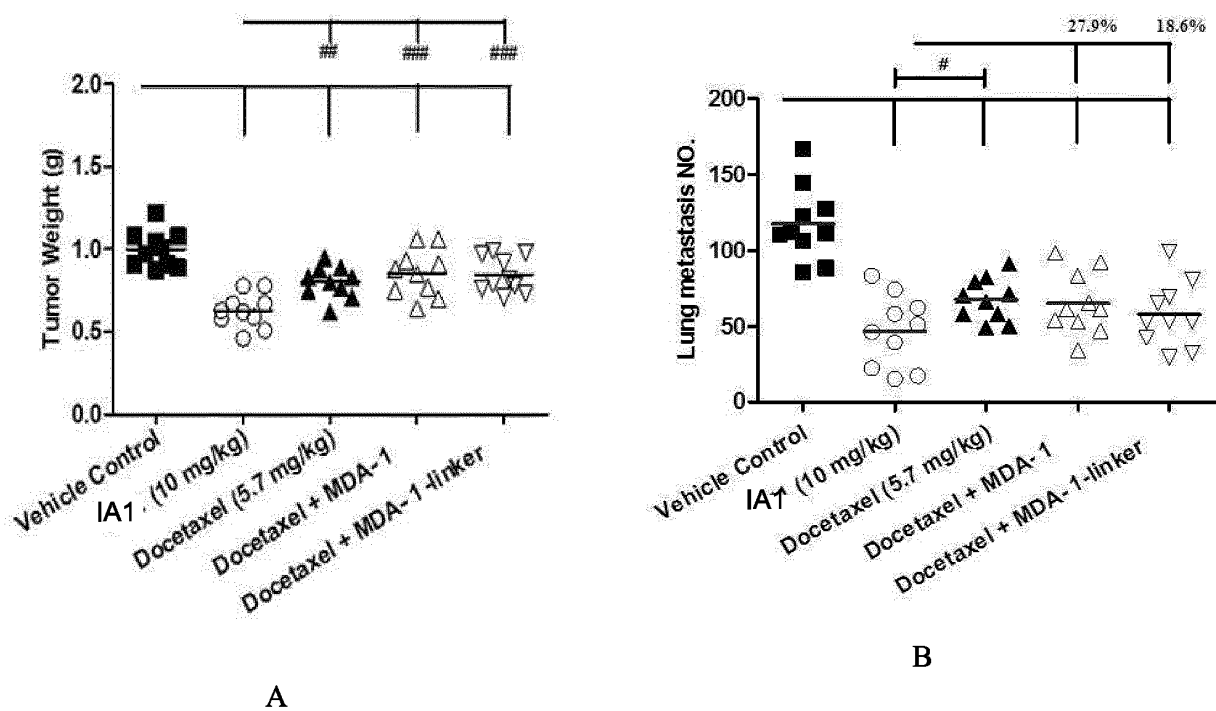 ##
###
###
2.0
1.5
1.0
0.5
0.0
Tumor Weight (g)
Vehicle Control
IA1 . (10 mg/kg)
Docetaxel (5.7 mg/kg)
Docetaxel + MDA-1
Docetaxel + MDA-1-linker
A
27.9%
18.6%
#
200
150
100
50
0
Lung metastasis NO.
Vehicle Control
IA1 (10 mg/kg)
Docetaxel (5.7 mg/kg)
Docetaxel + MDA-1
Docetaxel + MDA-1-linker
B